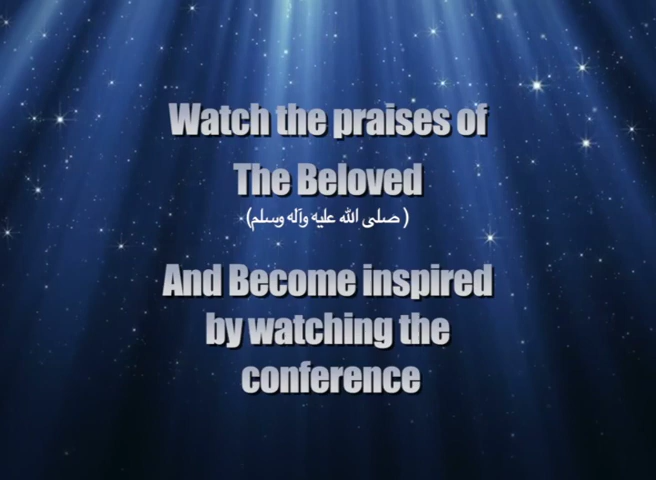 Watch the praises of
The Beloved
(صلى الله عليه وآله وسلم)
And Become inspired
by watching the
conference